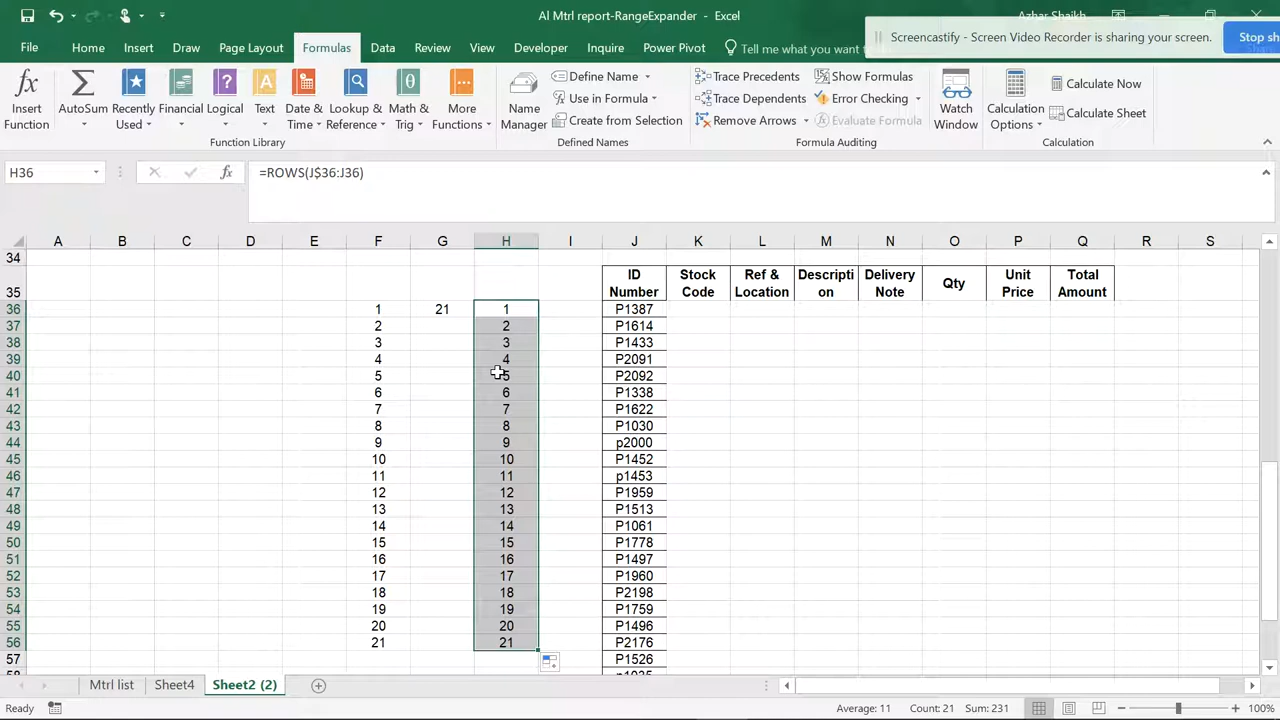 Al Mtrl report-RangeExpander - Excel
Azhar Shaikh
Screencastify - Screen Video Recorder is sharing your screen.
Stop sh
File Home Insert Draw Page Layout Formulas Data Review View Developer Inquire Power Pivot Tell me what you
Insert Function
AutoSum
Recently Used
Financial
Logical
Text
Date & Time
Lookup & Reference
Math & Trig
More Functions
Function Library
Name Manager
Define Name
Use in Formula
Create from Selection
Defined Names
Trace Precedents
Trace Dependents
Remove Arrows
Show Formulas
Error Checking
Evaluate Formula
Formula Auditing
Watch Window
Calculation Options
Calculate Now
Calculate Sheet
Calculation
H36 fx =ROWS(J$36:J36)
A B C D E F G H I J K L M N O P Q R S
34
35 ID Number Stock Code Ref & Location Descripti on Delivery Note Qty Unit Price Total Amount
36 1 21 1 P1387
37 2 2 P1614
38 3 3 P1433
39 4 4 P2091
40 5 5 P2092
41 6 6 P1338
42 7 7 P1622
43 8 8 P1030
44 9 9 p2000
45 10 10 P1452
46 11 11 p1453
47 12 12 P1959
48 13 13 P1513
49 14 14 P1061
50 15 15 P1778
51 16 16 P1497
52 17 17 P1960
53 18 18 P2198
54 19 19 P1759
55 20 20 P1496
56 21 21 P2176
57 P1526
Mtrl list Sheet4 Sheet2 (2)
Ready Average: 11 Count: 21 Sum: 231 100%